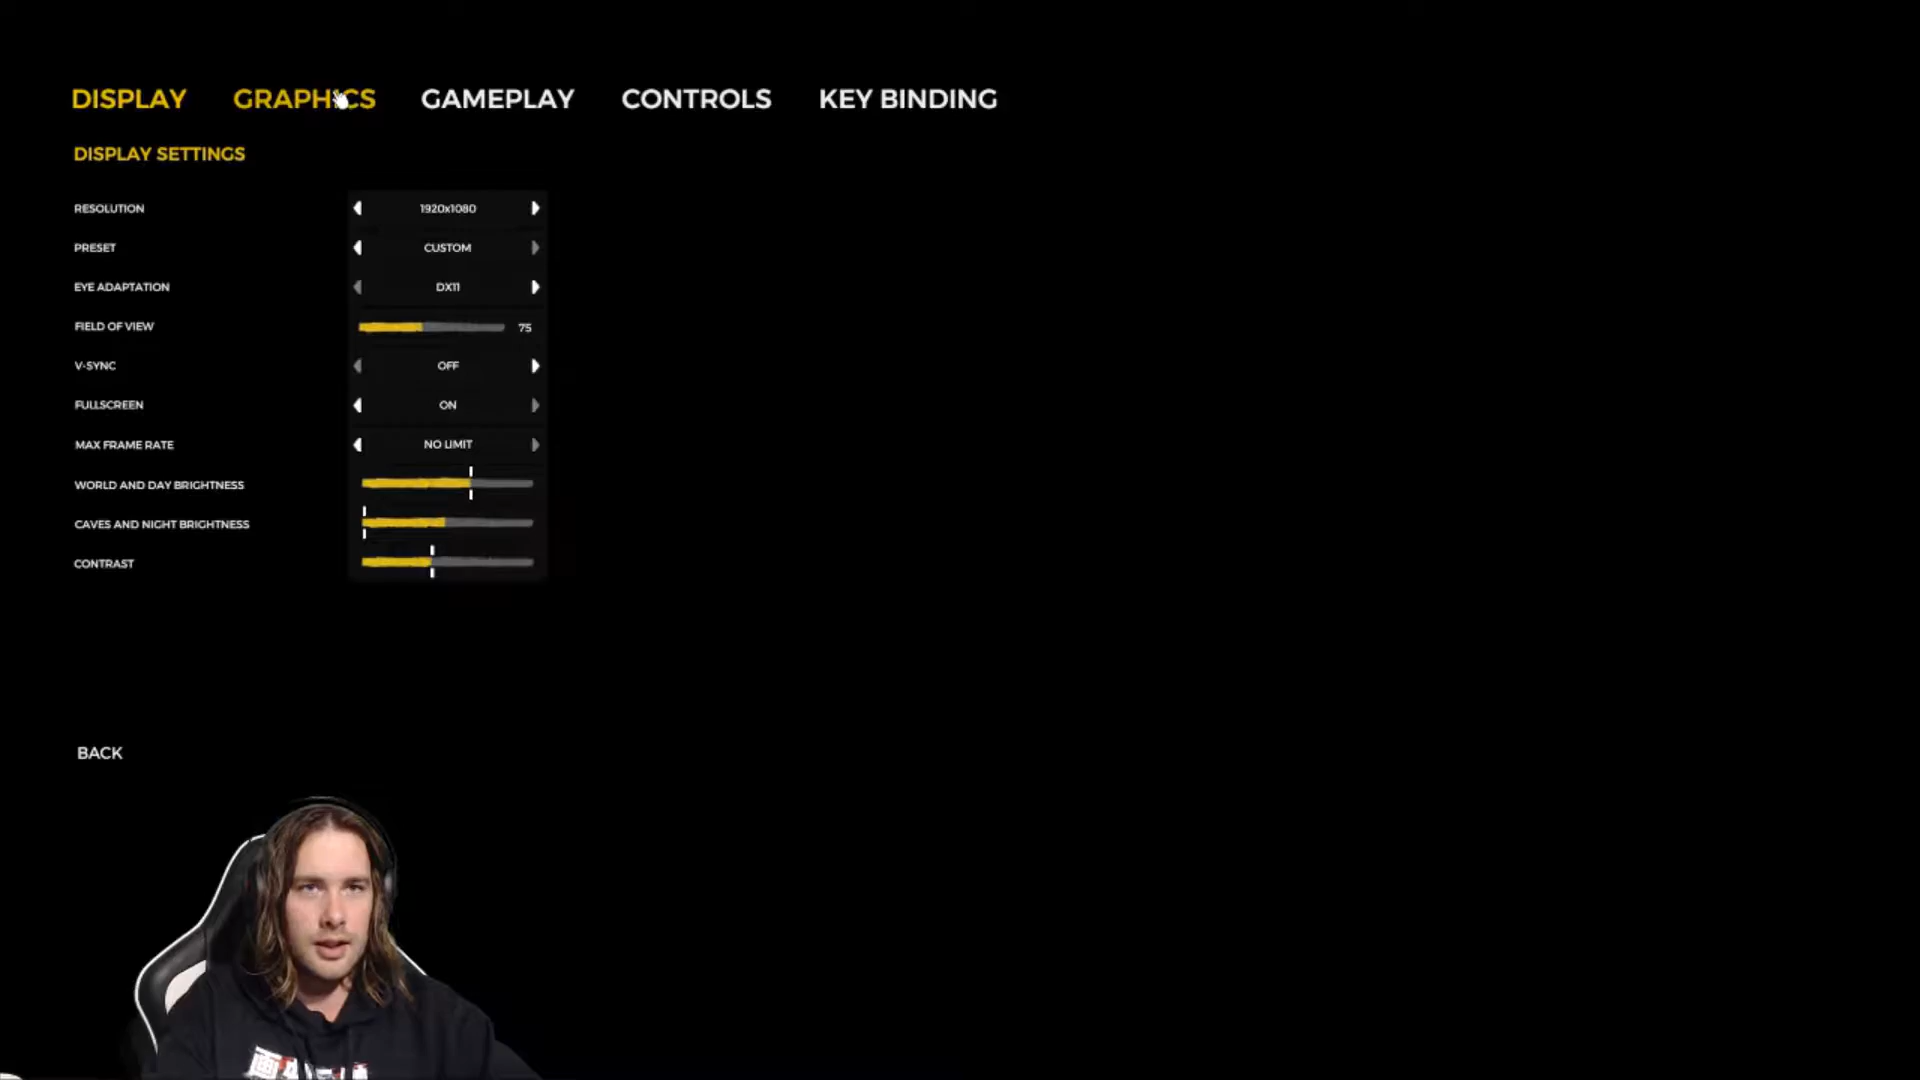 DISPLAY GRAPHICS GAMEPLAY CONTROLS KEY BINDING
DISPLAY SETTINGS
RESOLUTION 1920x1080
PRESET CUSTOM
EYE ADAPTATION DX11
FIELD OF VIEW 75
V-SYNC OFF
FULLSCREEN ON
MAX FRAME RATE NO LIMIT
WORLD AND DAY BRIGHTNESS
CAVES AND NIGHT BRIGHTNESS
CONTRAST
BACK